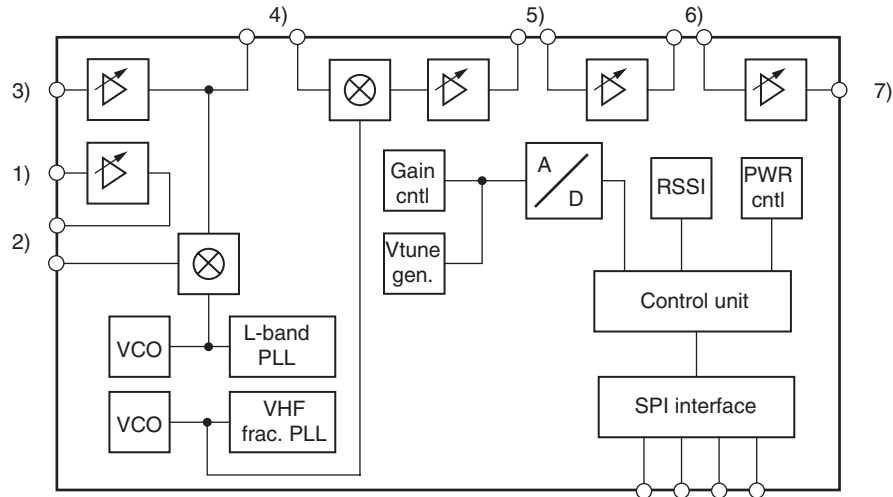 4)
5)
6)
3)
7)
1)
2)
Gain
cntl
A
D
RSSI
PWR
cntl
Vtune
gen.
Control unit
VCO
L-band
PLL
VCO
VHF
frac. PLL
SPI interface